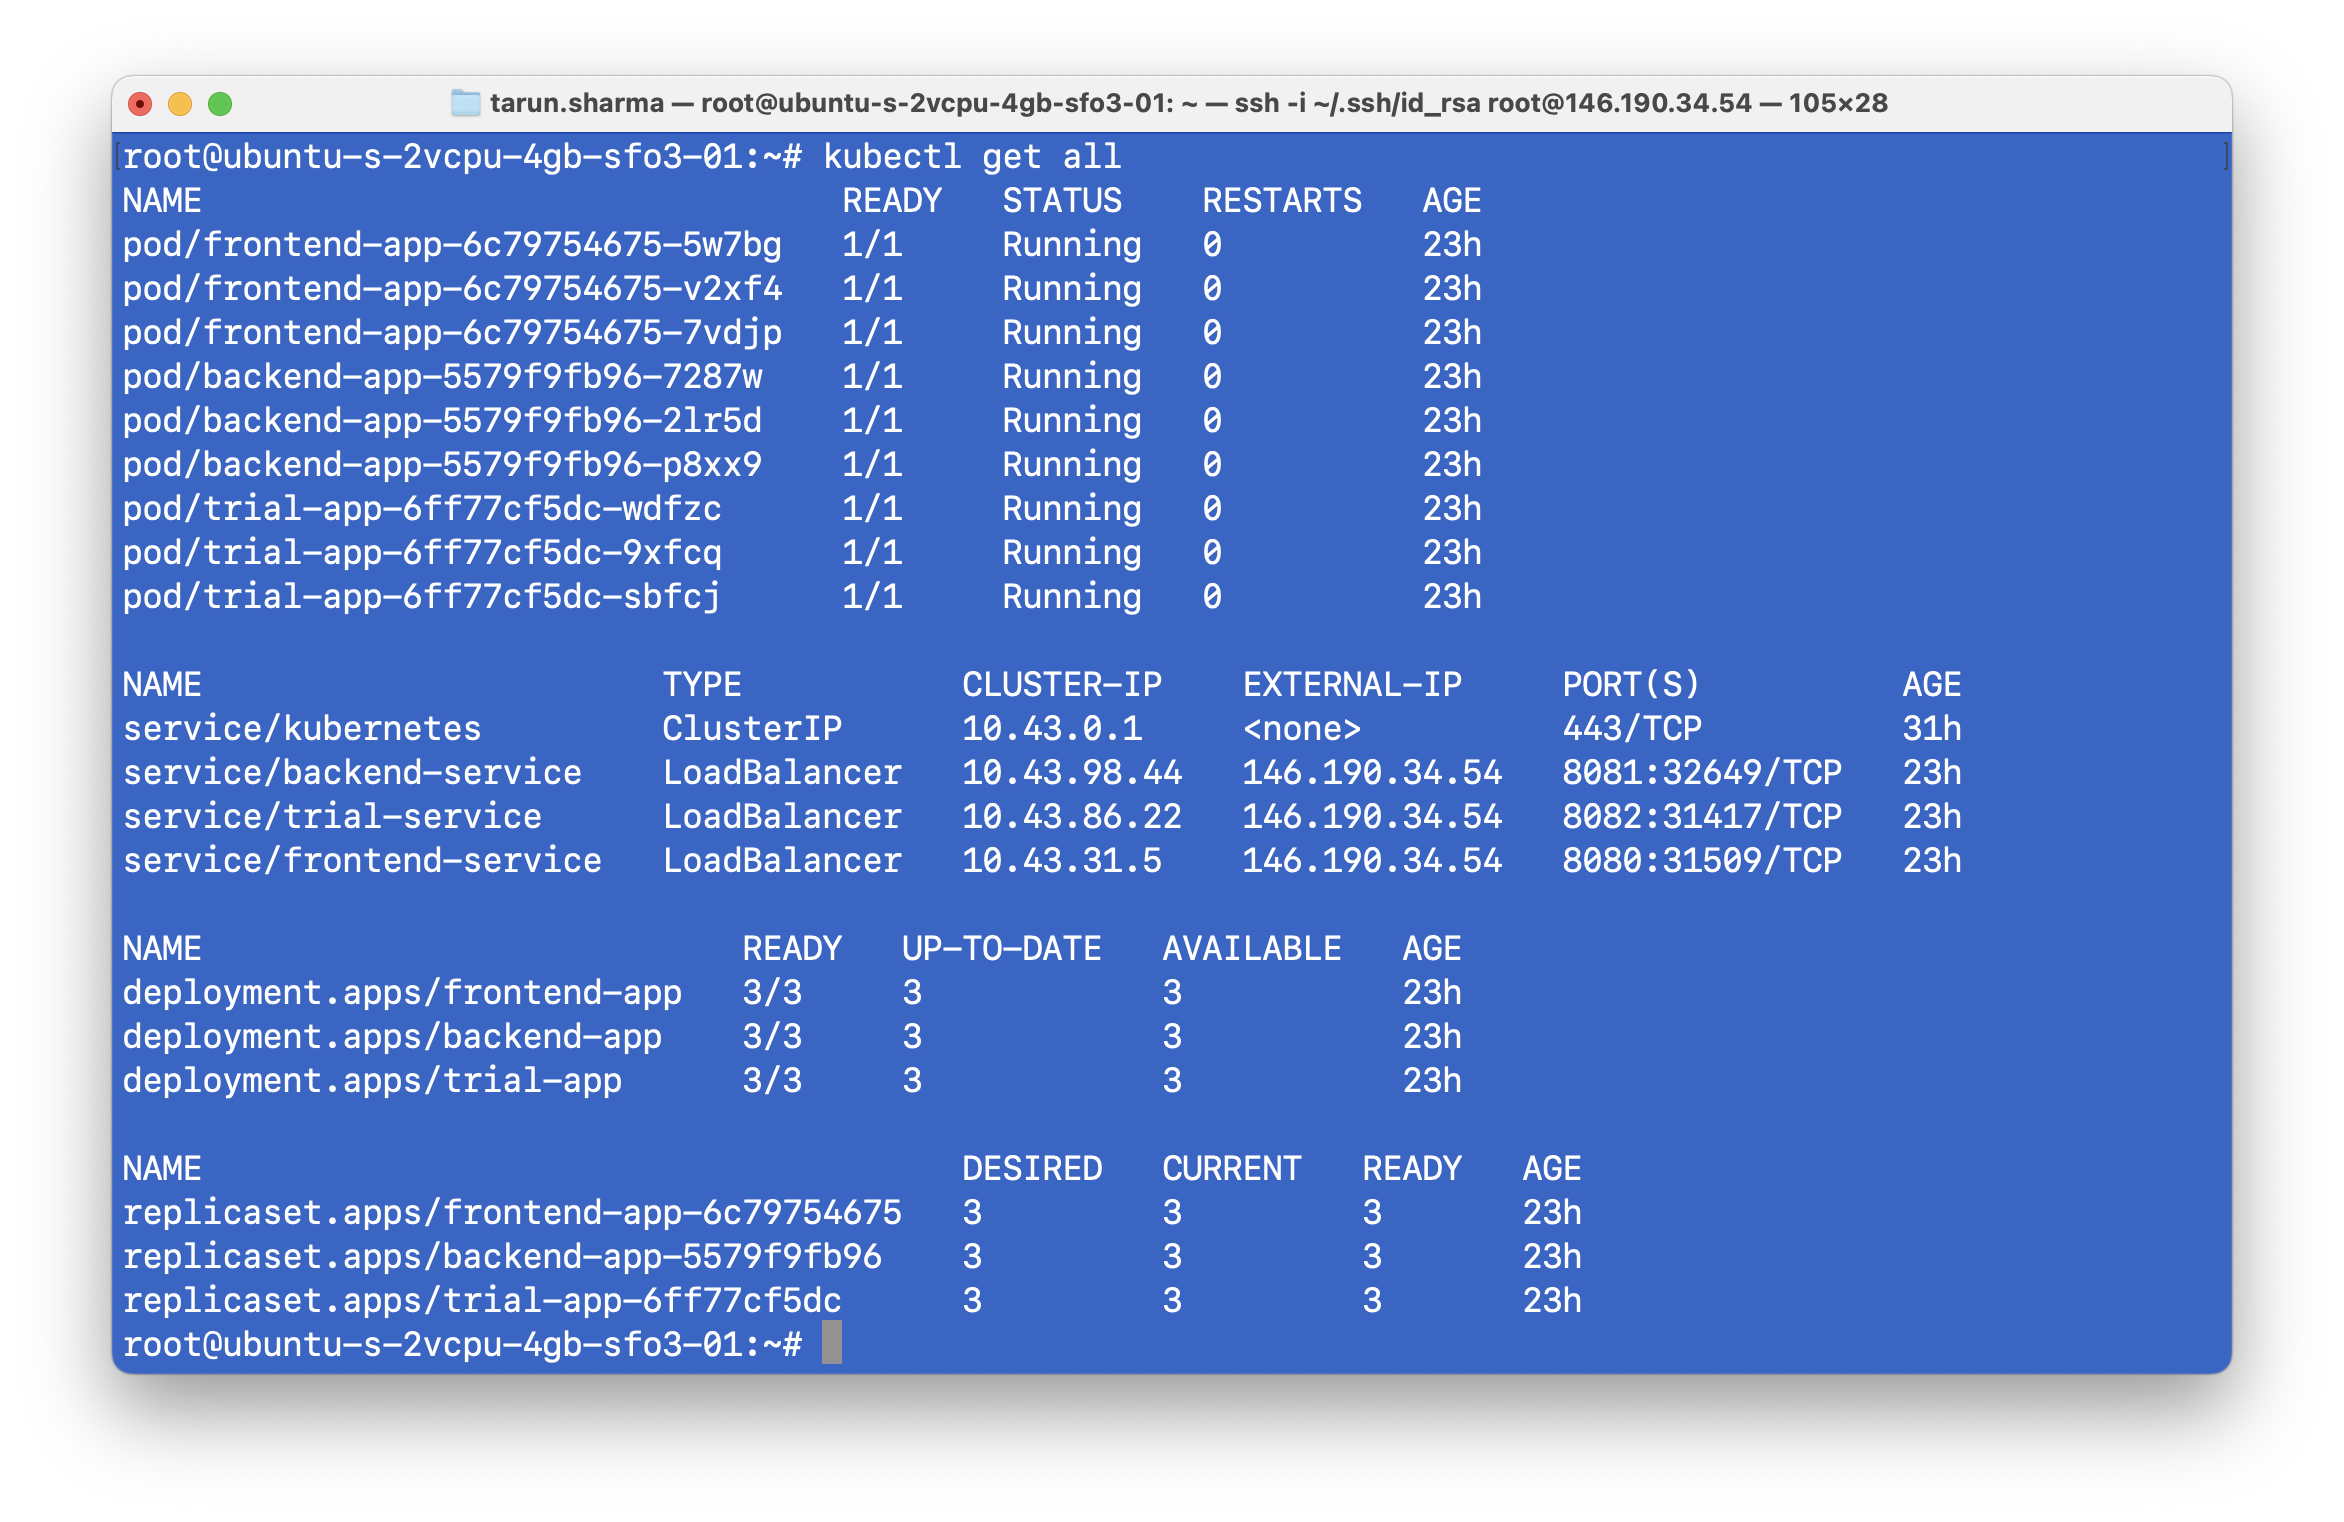 tarun.sharma — root@ubuntu-s-2vcpu-4gb-sfo3-01: ~ — ssh -i ~/.ssh/id_rsa root@146.190.34.54 — 105×28
[root@ubuntu-s-2vcpu-4gb-sfo3-01:~# kubectl get all ]
NAME READY STATUS RESTARTS AGE
pod/frontend-app-6c79754675-5w7bg 1/1 Running 0 23h
pod/frontend-app-6c79754675-v2xf4 1/1 Running 0 23h
pod/frontend-app-6c79754675-7vdjp 1/1 Running 0 23h
pod/backend-app-5579f9fb96-7287w 1/1 Running 0 23h
pod/backend-app-5579f9fb96-2lr5d 1/1 Running 0 23h
pod/backend-app-5579f9fb96-p8xx9 1/1 Running 0 23h
pod/trial-app-6ff77cf5dc-wdfzc 1/1 Running 0 23h
pod/trial-app-6ff77cf5dc-9xfcq 1/1 Running 0 23h
pod/trial-app-6ff77cf5dc-sbfcj 1/1 Running 0 23h
NAME TYPE CLUSTER-IP EXTERNAL-IP PORT(S) AGE
service/kubernetes ClusterIP 10.43.0.1 <none> 443/TCP 31h
service/backend-service LoadBalancer 10.43.98.44 146.190.34.54 8081:32649/TCP 23h
service/trial-service LoadBalancer 10.43.86.22 146.190.34.54 8082:31417/TCP 23h
service/frontend-service LoadBalancer 10.43.31.5 146.190.34.54 8080:31509/TCP 23h
NAME READY UP-TO-DATE AVAILABLE AGE
deployment.apps/frontend-app 3/3 3 3 23h
deployment.apps/backend-app 3/3 3 3 23h
deployment.apps/trial-app 3/3 3 3 23h
NAME DESIRED CURRENT READY AGE
replicaset.apps/frontend-app-6c79754675 3 3 3 23h
replicaset.apps/backend-app-5579f9fb96 3 3 3 23h
replicaset.apps/trial-app-6ff77cf5dc 3 3 3 23h
root@ubuntu-s-2vcpu-4gb-sfo3-01:~#